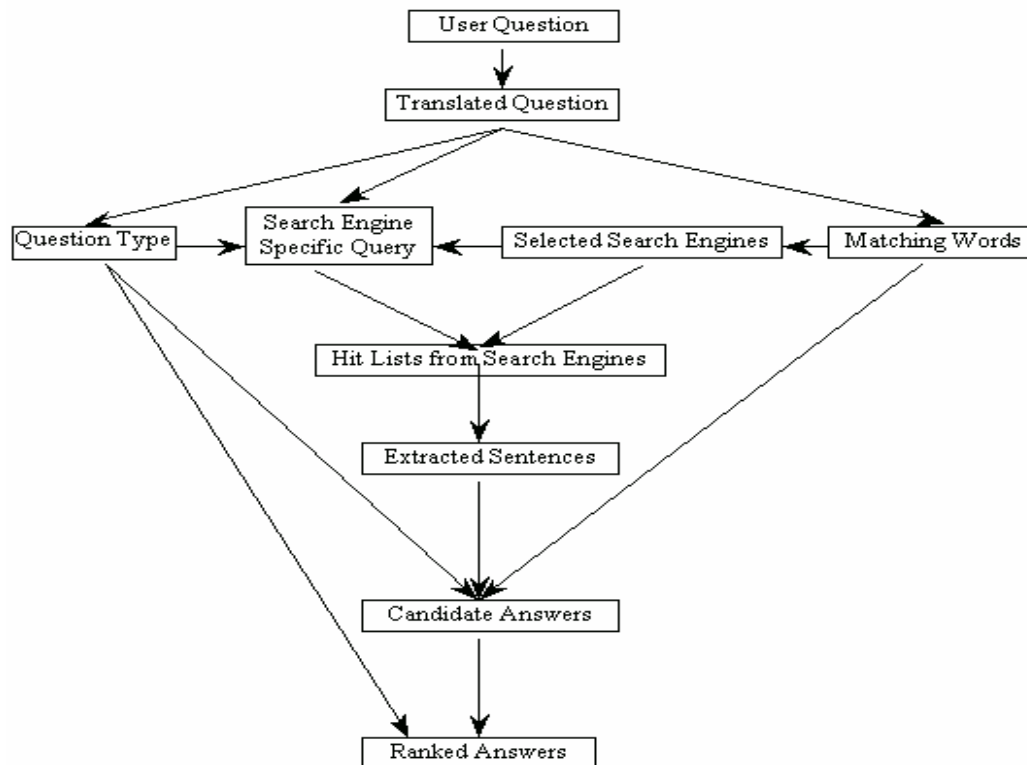 User Question
Translated Question
Question Type
Search Engine
Specific Query
Selected Search Engines
Matching Words
Hit Lists from Search Engines
Extracted Sentences
Candidate Answers
Ranked Answers